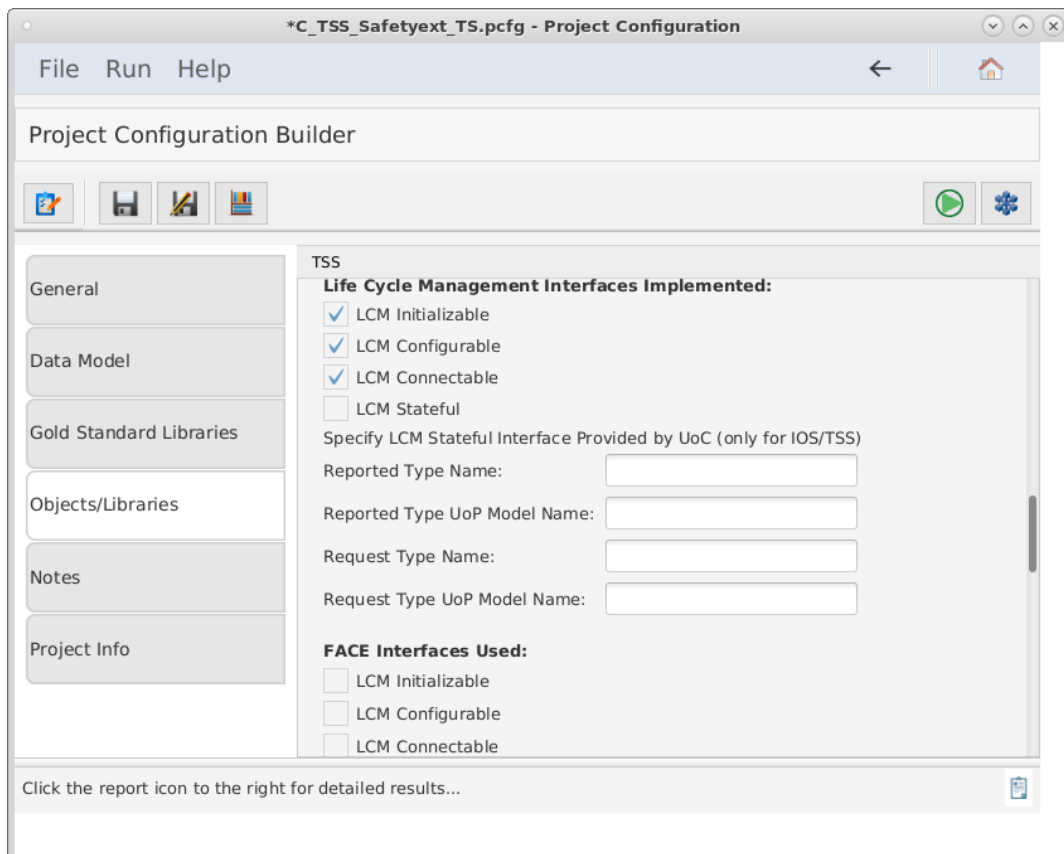 *C_TSS_Safetyext_TS.pcfg - Project Configuration
File Run Help
Project Configuration Builder
General
Data Model
Gold Standard Libraries
Objects/Libraries
Notes
Project Info
TSS
Life Cycle Management Interfaces Implemented:
LCM Initializable
LCM Configurable
LCM Connectable
LCM Stateful
Specify LCM Stateful Interface Provided by UoC (only for IOS/TSS)
Reported Type Name:
Reported Type UoP Model Name:
Request Type Name:
Request Type UoP Model Name:
FACE Interfaces Used:
LCM Initializable
LCM Configurable
LCM Connectable
Click the report icon to the right for detailed results...